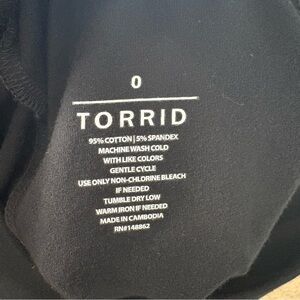 0
TORRID
95% COTTON | 5% SPANDEX
MACHINE WASH COLD
WITH LIKE COLORS
GENTLE CYCLE
USE ONLY NON-CHLORINE BLEACH
IF NEEDED
TUMBLE DRY LOW
WARM IRON IF NEEDED
MADE IN CAMBODIA
RN#148862